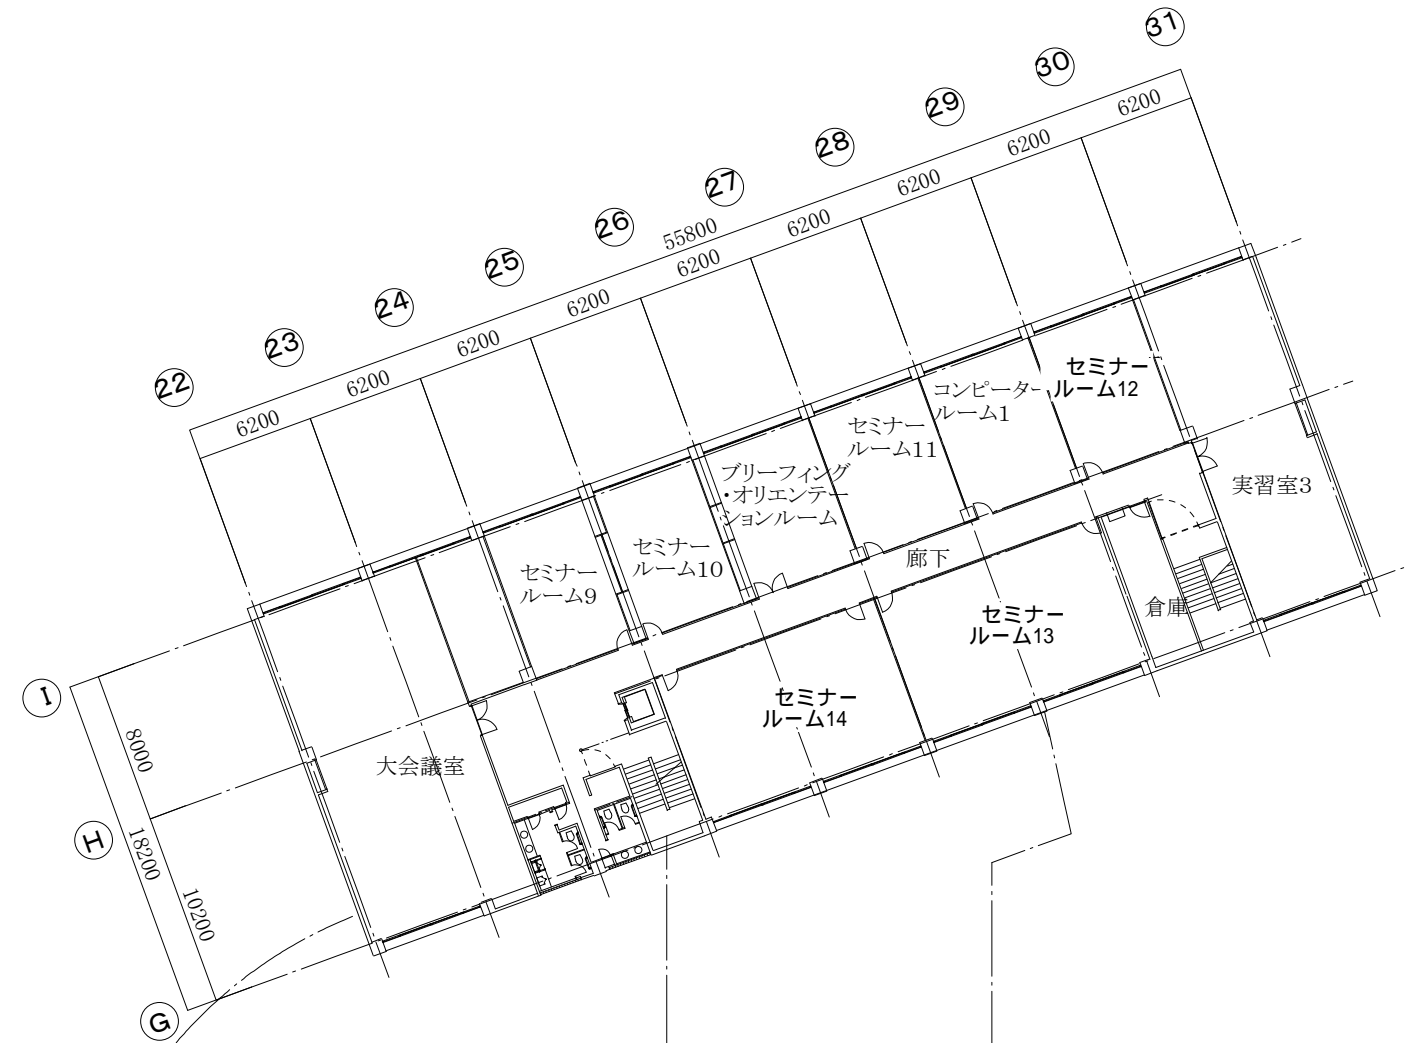 31
30
29
28
27
26
25
24
23
22
6200
6200
6200
6200
6200
6200
6200
6200
6200
55800
セミナー
ルーム12
コンピーター
ルーム1
セミナー
ルーム11
ブリーフィング
・オリエンテー
ションルーム
セミナー
ルーム10
セミナー
ルーム9
実習室3
廊下
倉庫
セミナー
ルーム13
セミナー
ルーム14
大会議室
I
8000
H
18200
10200
G